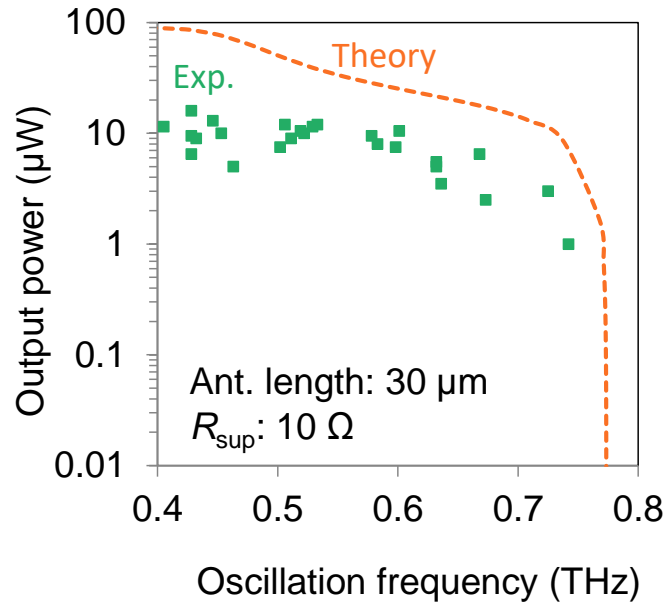 100
10
1
0.1
0.01
Output power (μW)
Theory
Exp.
Ant. length: 30 μm
Rsup: 10 Ω
0.4 0.5 0.6 0.7 0.8
Oscillation frequency (THz)